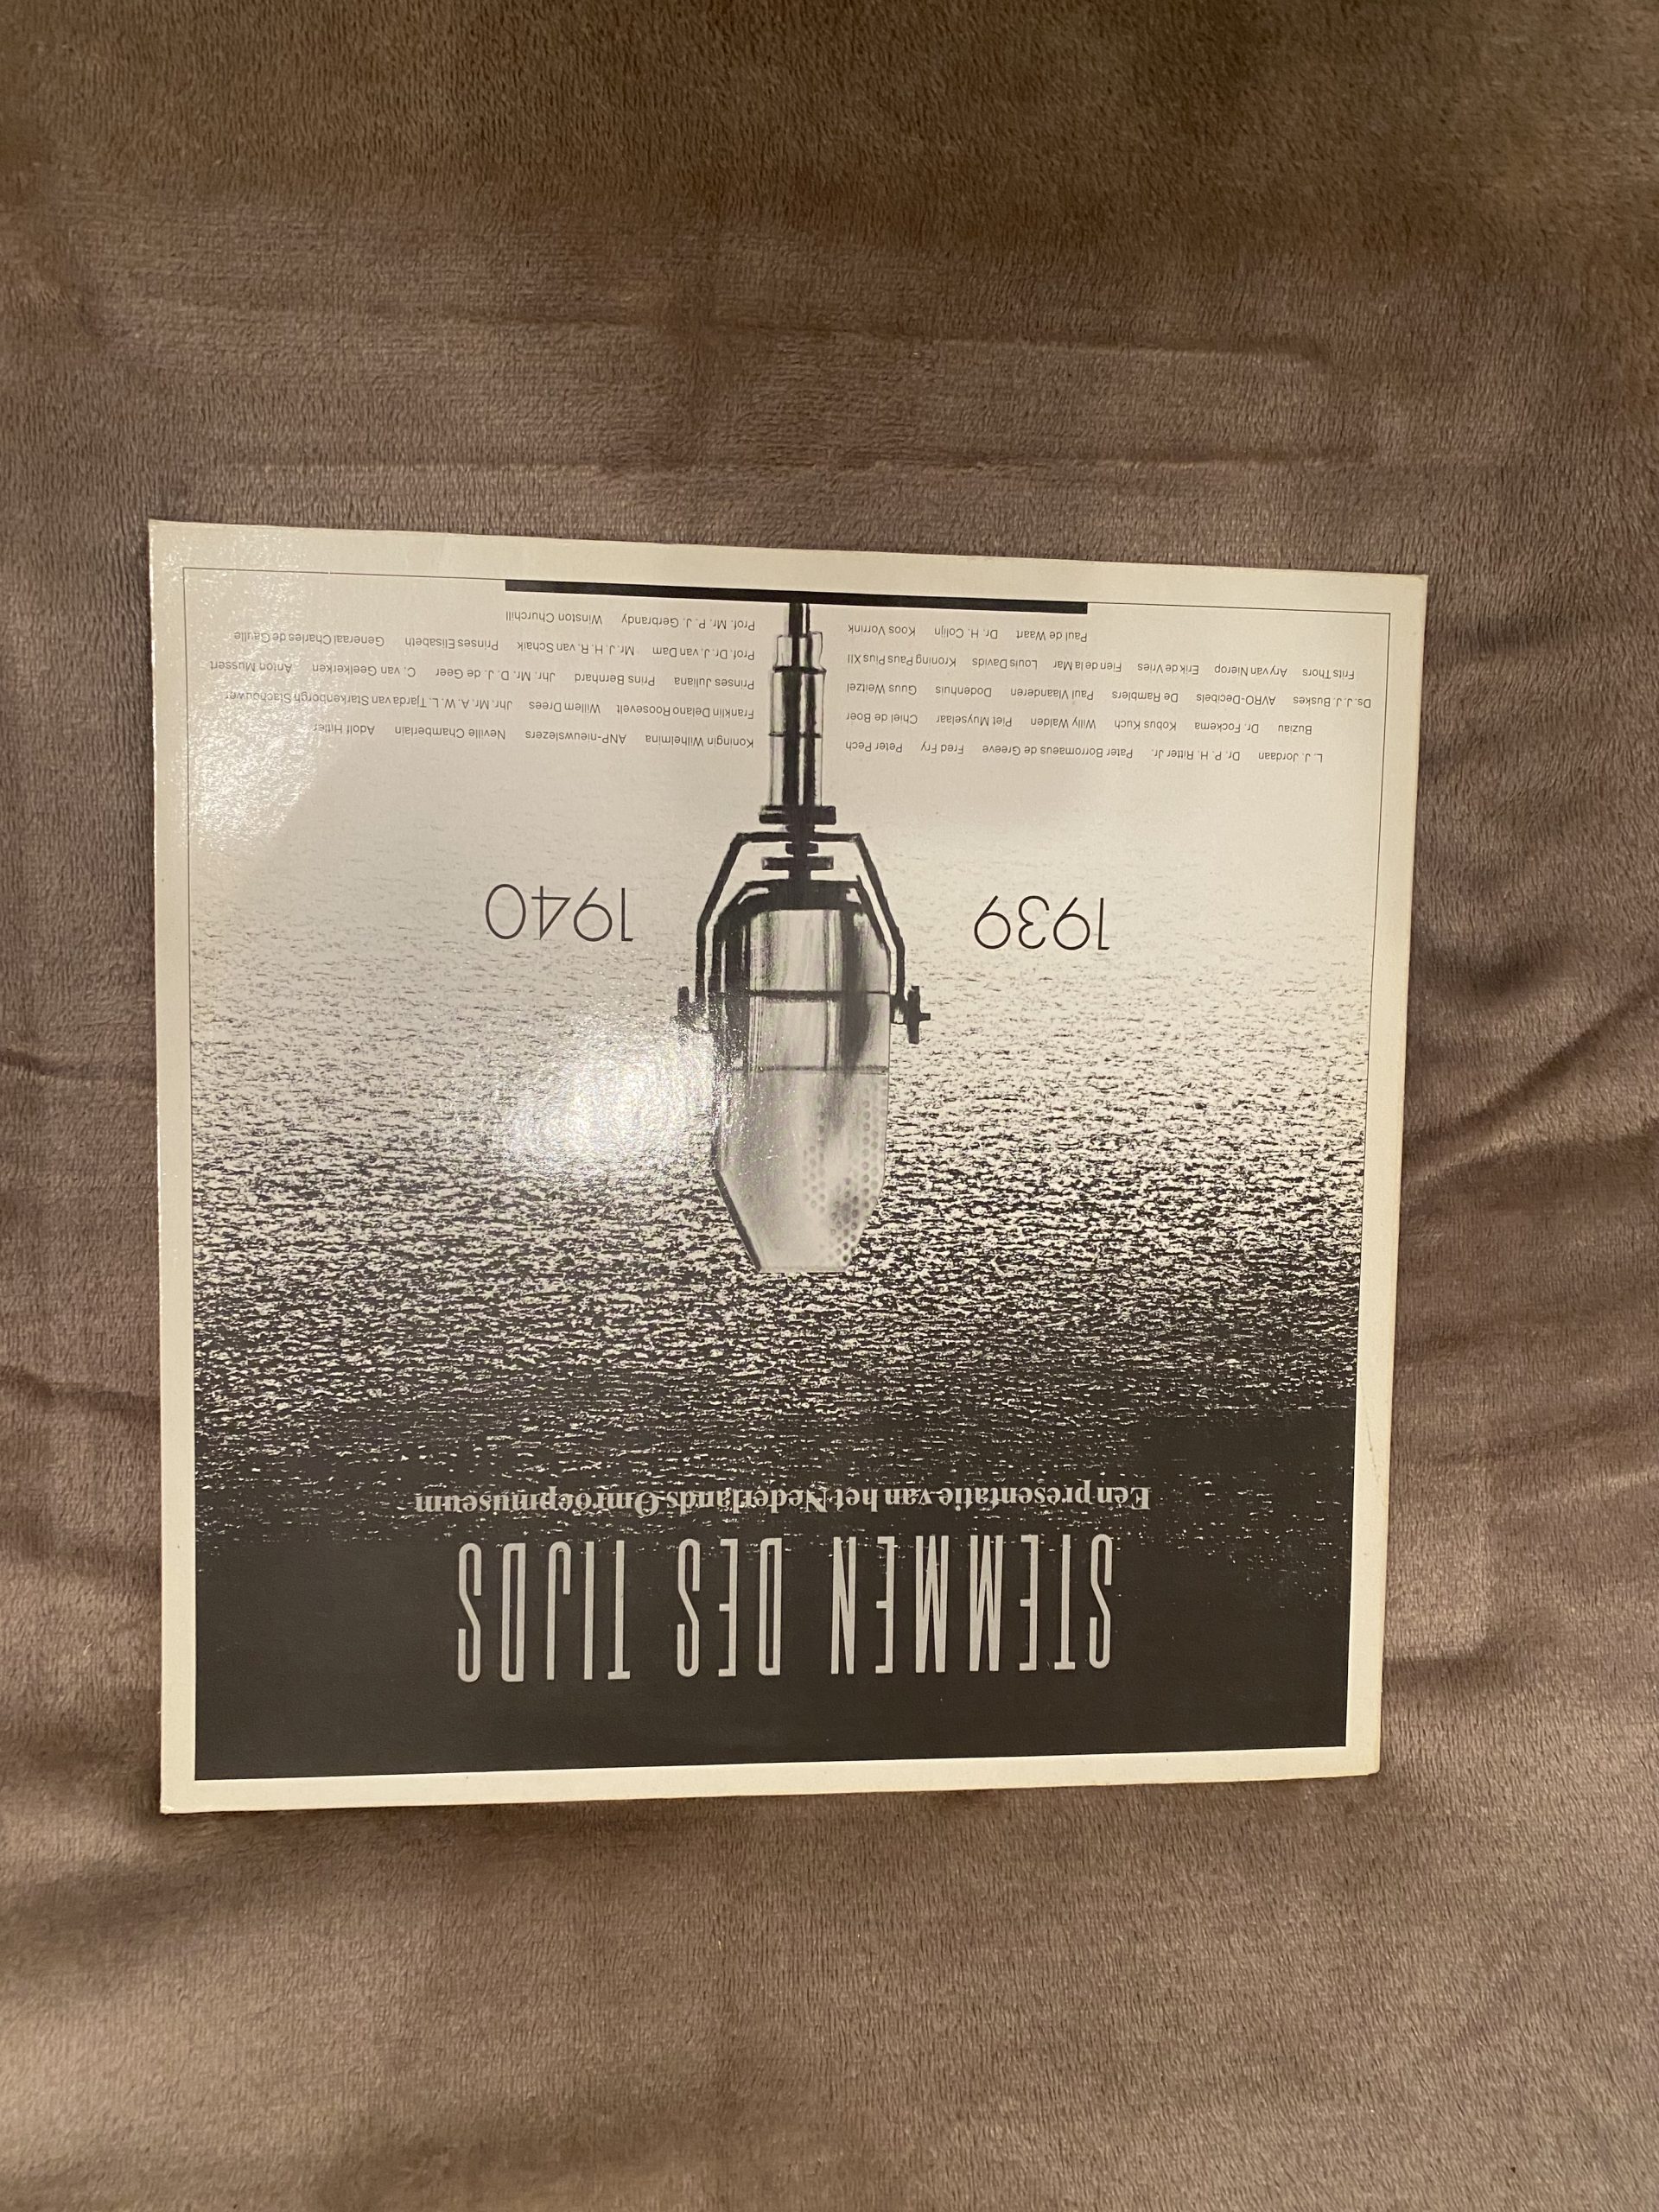 STEMMEN DES TIJDS
Eén presentatie van het Nederlands Omroepmuseum
1939
1940
L. J. Jordaan Dr. P. H. Ritter Jr. Pater Borromaeus de Greeve Fred Fry Peter Pech
Buziau Dr. Fockema Kobus Kuch Willy Walden Piet Muyselaar Chiel de Boer
Ds. J. J. Buskes AVRO-Decibels De Ramblers Paul Vlaanderen Dodenhuis Guus Weitzel
Frits Thors Ary van Nierop Erik de Vries Fien de la Mar Louis Davids Kroning Paus Pius XII
Paul de Waart Dr. H. Colijn Koos Vorrink
Koningin Wilhelmina ANP-nieuwslezers Neville Chamberlain Adolf Hitler
Franklin Delano Roosevelt Willem Drees Jhr. Mr. A. W. L. Tjarda van Starkenborgh Stachouwer
Prinses Juliana Prins Bernhard Jhr. Mr. D. J. de Geer C. van Geelkerken Anton Mussert
Prof. Dr. J. van Dam Mr. J. H. R. van Schaik Prinses Elisabeth Generaal Charles de Gaulle
Prof. Mr. P. J. Gerbrandy Winston Churchill